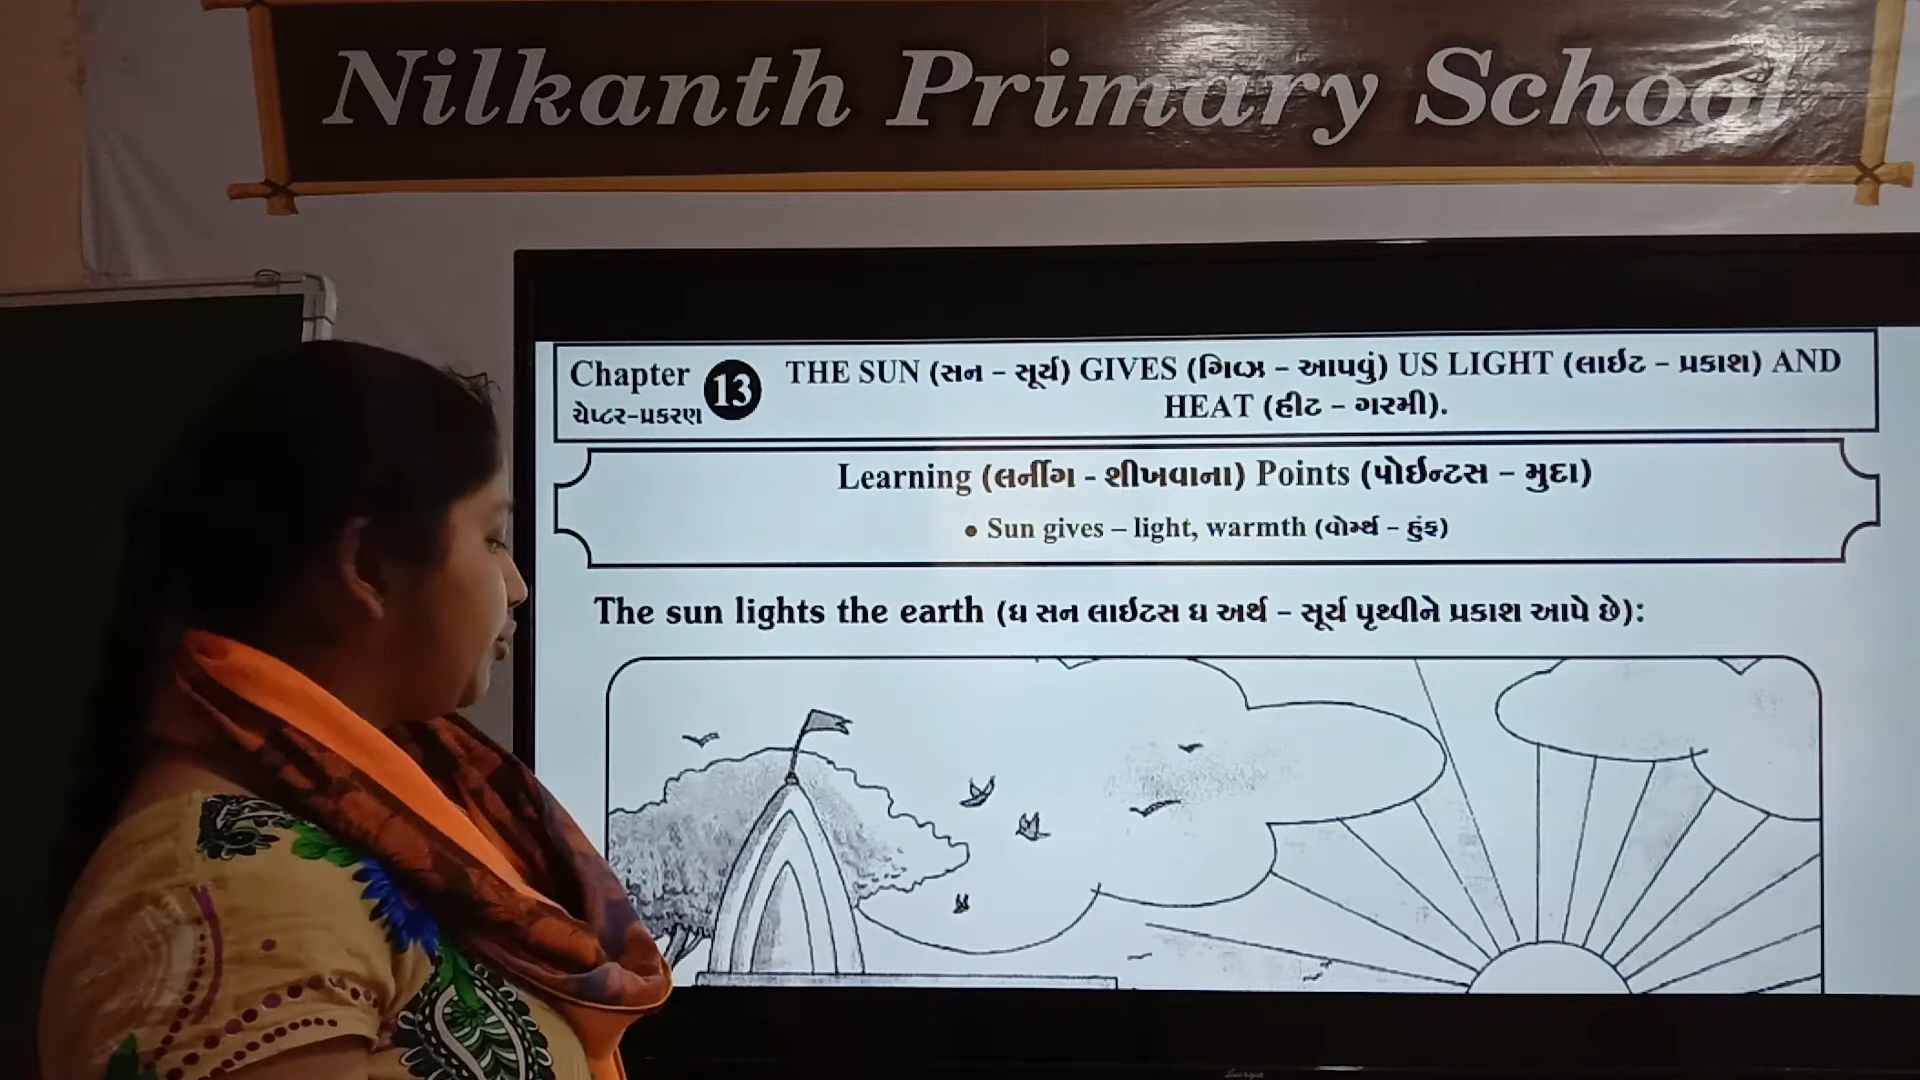 Nilkanth Primary School
Chapter 13 THE SUN (સન – સૂર્ય) GIVES (ગિવ્ઝ – આપવું) US LIGHT (લાઈટ – પ્રકાશ) AND
ચેપ્ટર-પ્રકરણ HEAT (હીટ – ગરમી).
Learning (લર્નીંગ - શીખવાના) Points (પોઈન્ટસ – મુદા)
• Sun gives – light, warmth (વોર્મ્થ – હુંફ)
The sun lights the earth (ધ સન લાઈટસ ધ અર્થ – સૂર્ય પૃથ્વીને પ્રકાશ આપે છે):